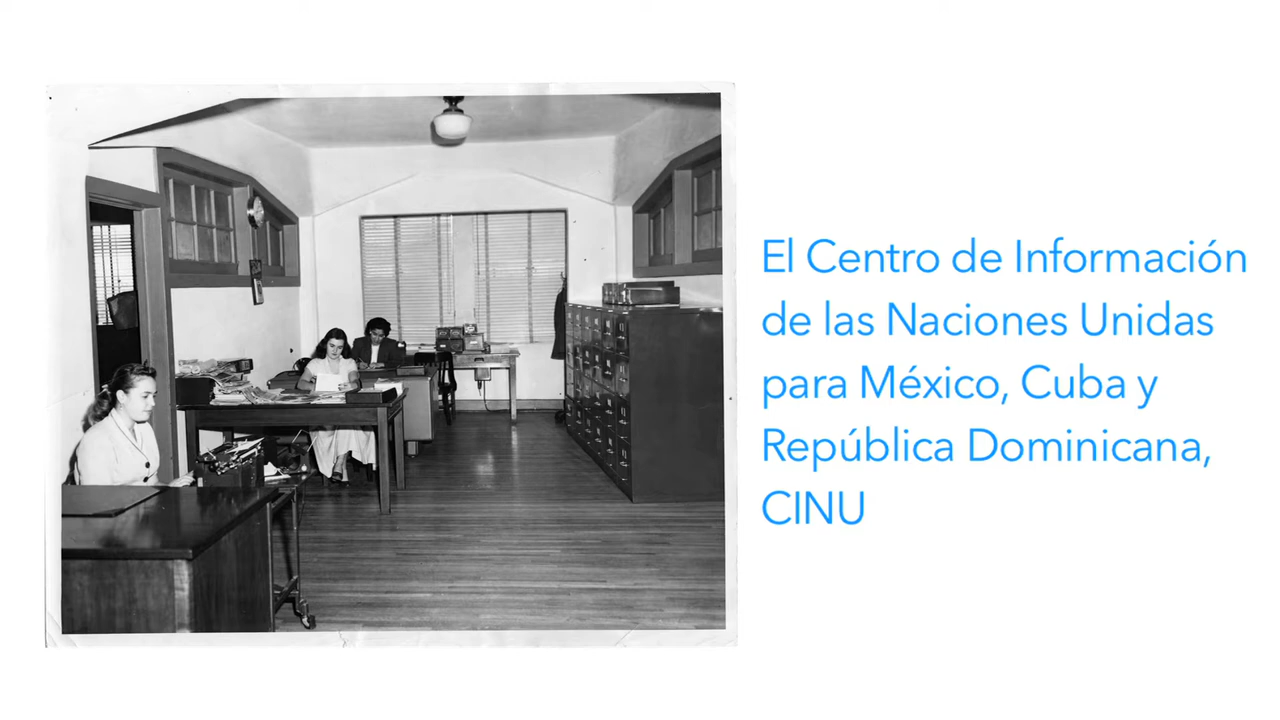 El Centro de Información
de las Naciones Unidas
para México, Cuba y
República Dominicana,
CINU